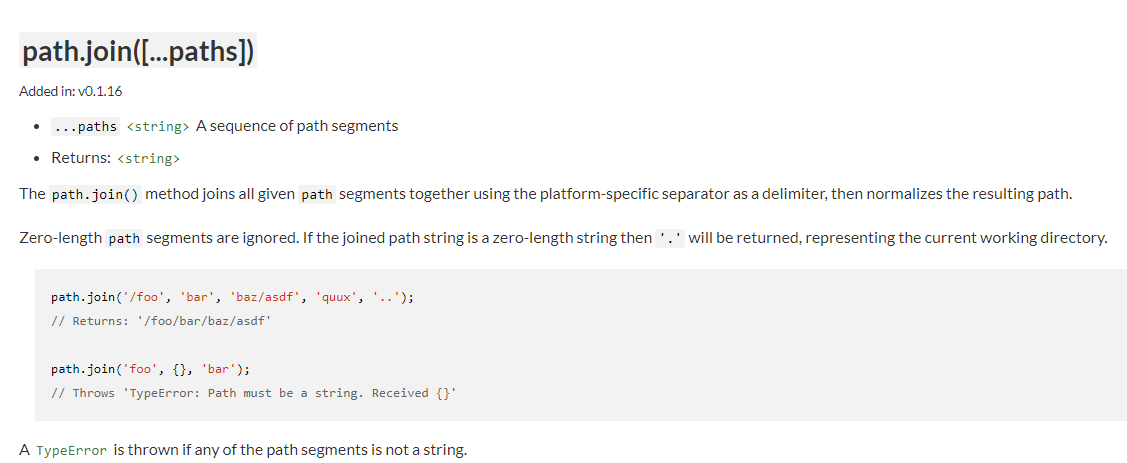 path.join([...paths])
Added in: v0.1.16
• ...paths <string> A sequence of path segments
• Returns: <string>
The path.join() method joins all given path segments together using the platform-specific separator as a delimiter, then normalizes the resulting path.
Zero-length path segments are ignored. If the joined path string is a zero-length string then '.' will be returned, representing the current working directory.
path.join('/foo', 'bar', 'baz/asdf', 'quux', '..');
// Returns: '/foo/bar/baz/asdf'
path.join('foo', {}, 'bar');
// Throws 'TypeError: Path must be a string. Received {}'
A TypeError is thrown if any of the path segments is not a string.